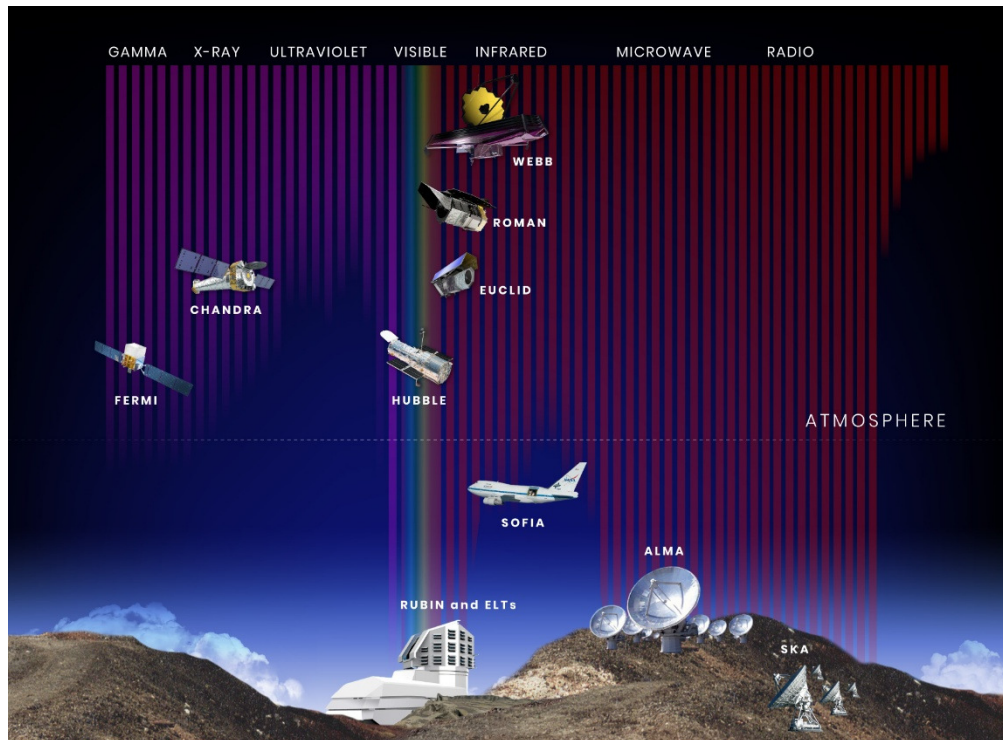 GAMMA X-RAY ULTRAVIOLET VISIBLE INFRARED MICROWAVE RADIO
WEBB
ROMAN
EUCLID
CHANDRA
FERMI
HUBBLE
ATMOSPHERE
SOFIA
ALMA
RUBIN and ELTs
SKA